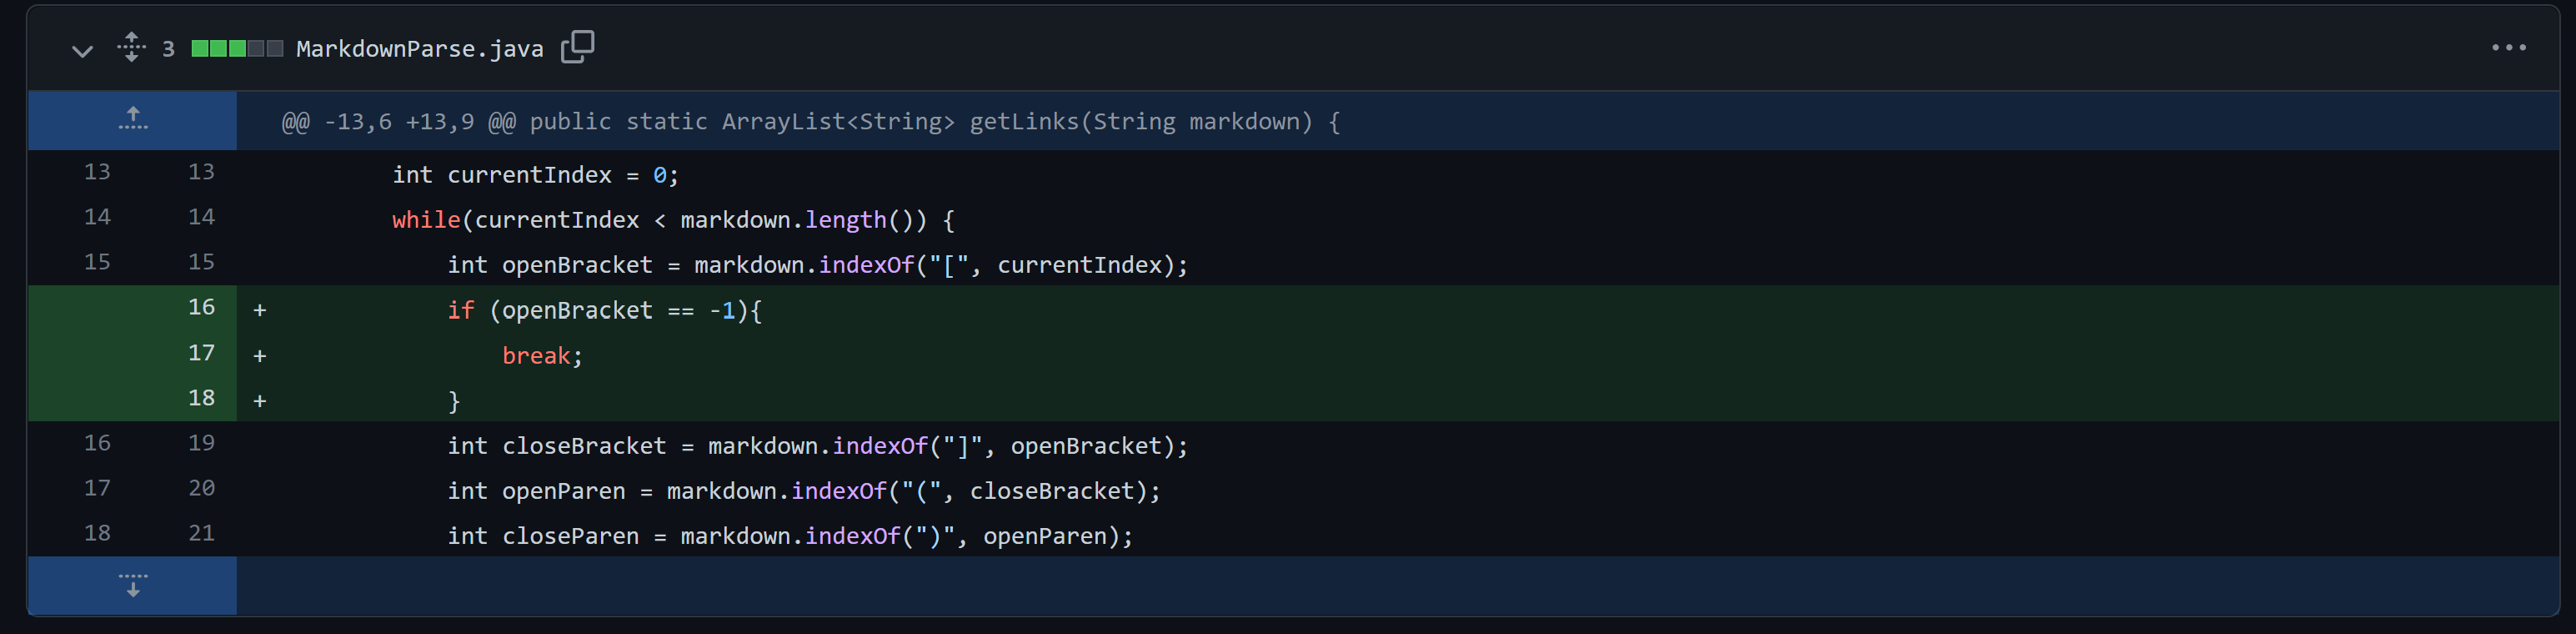 3 MarkdownParse.java
@@ -13,6 +13,9 @@ public static ArrayList<String> getLinks(String markdown) {
13 13 int currentIndex = 0;
14 14 while(currentIndex < markdown.length()) {
15 15 int openBracket = markdown.indexOf("[", currentIndex);
16 + if (openBracket == -1){
17 + break;
18 + }
16 19 int closeBracket = markdown.indexOf("]", openBracket);
17 20 int openParen = markdown.indexOf("(", closeBracket);
18 21 int closeParen = markdown.indexOf(")", openParen);